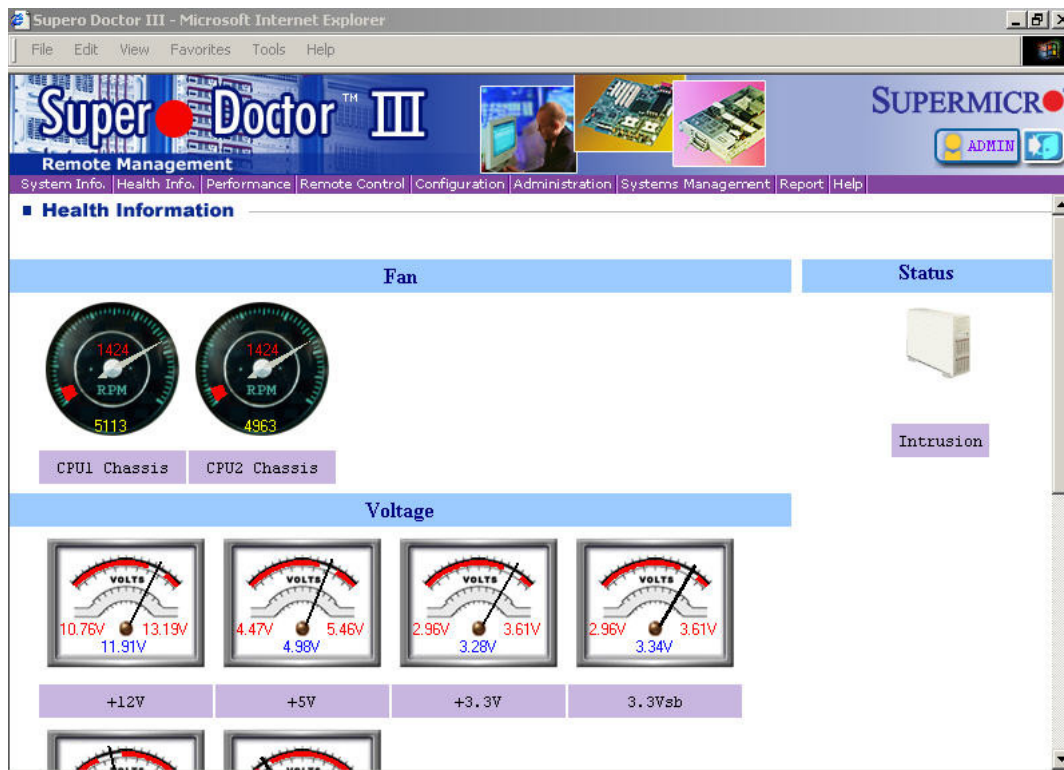 Supero Doctor III - Microsoft Internet Explorer
File Edit View Favorites Tools Help
Super Doctor ™ III
Remote Management
SUPERMICR
ADMIN
System Info. Health Info. Performance Remote Control Configuration Administration Systems Management Report Help
Health Information
Fan
Status
1424
RPM
5113
1424
RPM
4963
CPU1 Chassis
CPU2 Chassis
Intrusion
Voltage
VOLTS
10.76V 13.19V
11.91V
VOLTS
4.47V 5.46V
4.98V
VOLTS
2.96V 3.61V
3.28V
VOLTS
2.96V 3.61V
3.34V
+12V
+5V
+3.3V
3.3Vsb
VOLTS
VOLTS